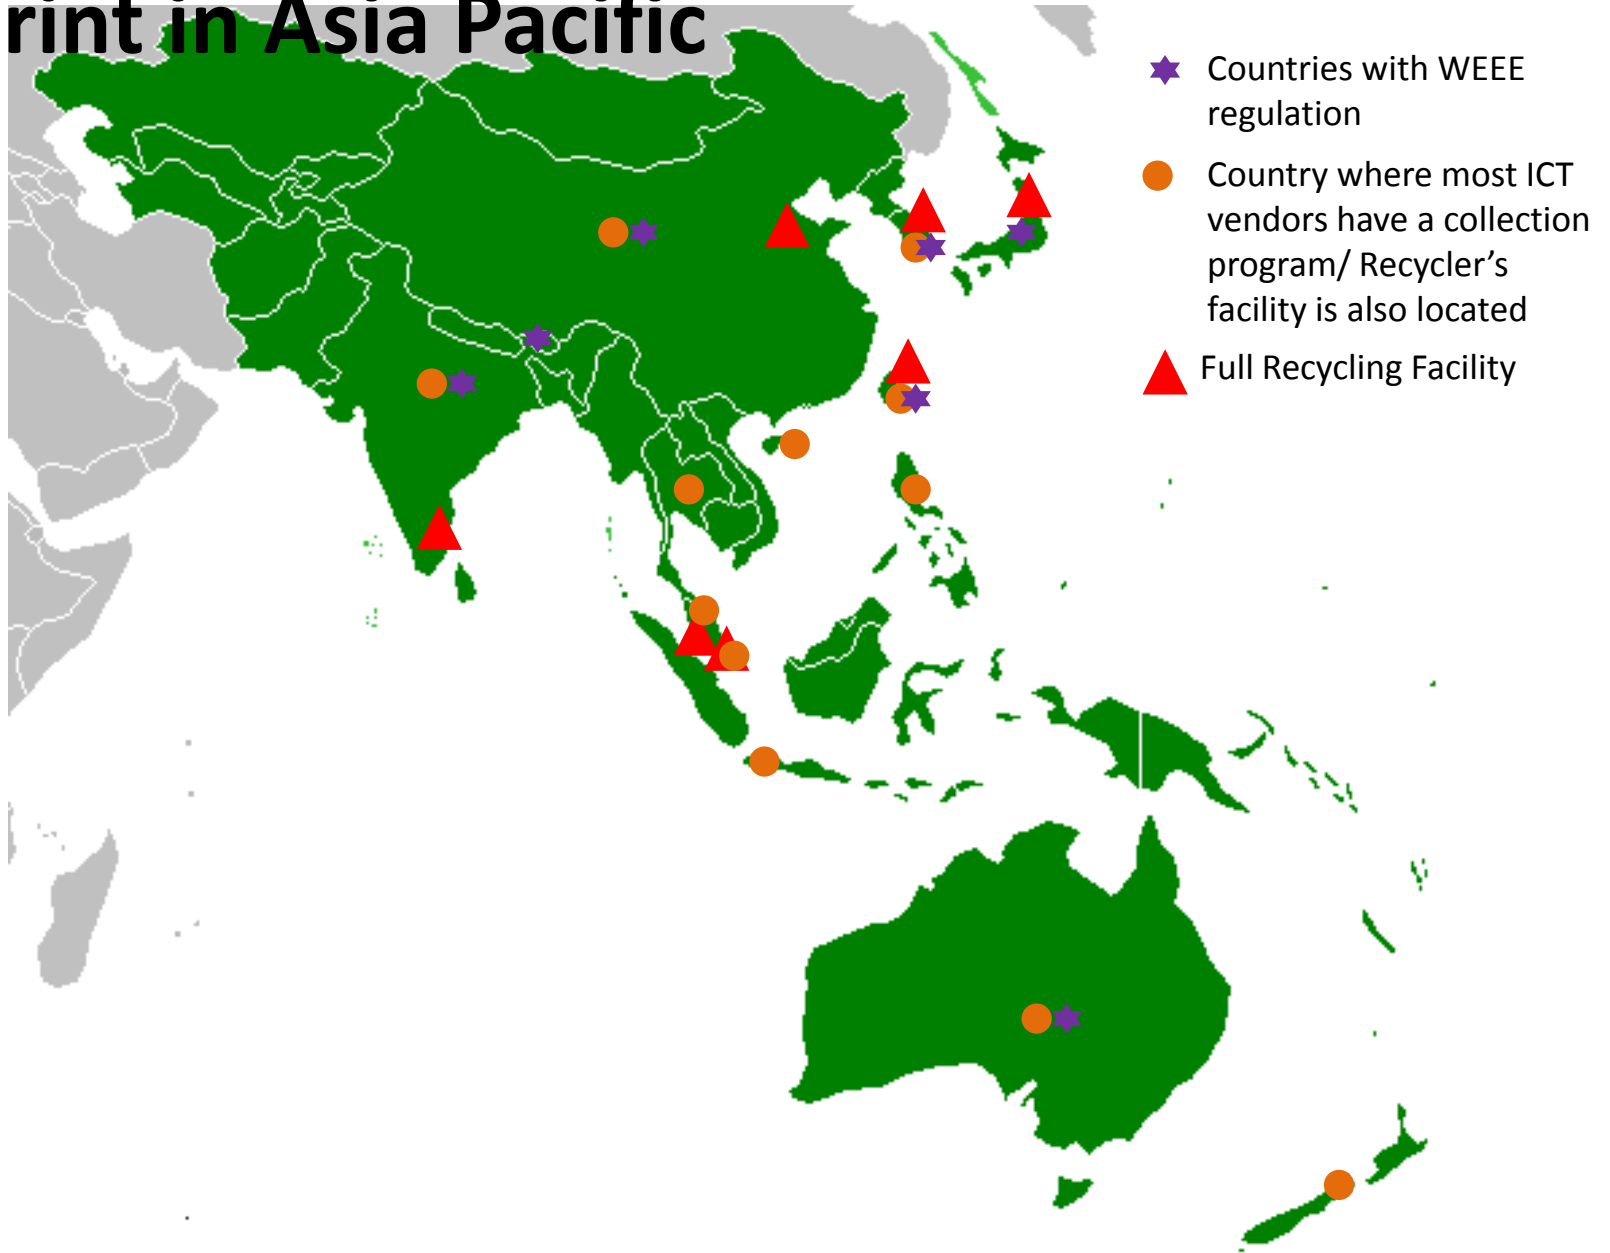 rint in Asia Pacific
Countries with WEEE
regulation
Country where most ICT
vendors have a collection
program/ Recycler’s
facility is also located
Full Recycling Facility